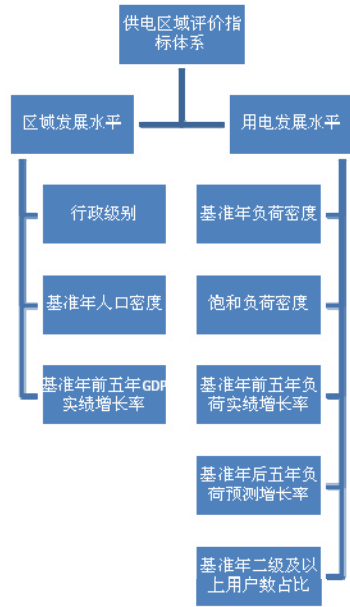 供电区域评价指
标体系
区域发展水平
用电发展水平
行政级别
基准年人口密度
基准年前五年GDP
实绩增长率
基准年负荷密度
饱和负荷密度
基准年前五年负
荷实绩增长率
基准年后五年负
荷预测增长率
基准年二级及以
上用户数占比